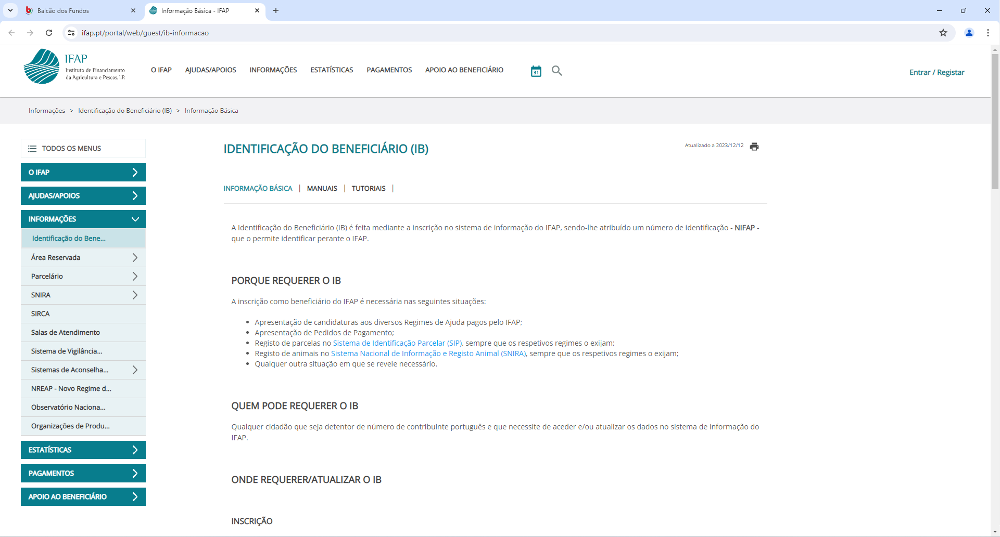 Balcão dos Fundos
Informação Básica - IFAP
ifap.pt/portal/web/guest/ib-informacao
IFAP
Instituto de Financiamento
da Agricultura e Pescas, I.P.
O IFAP
AJUDAS/APOIOS
INFORMAÇÕES
ESTATÍSTICAS
PAGAMENTOS
APOIO AO BENEFICIÁRIO
31
Entrar / Registar
Informações > Identificação do Beneficiário (IB) > Informação Básica
TODOS OS MENUS
O IFAP
AJUDAS/APOIOS
INFORMAÇÕES
Identificação do Bene...
Área Reservada
Parcelário
SNIRA
SIRCA
Salas de Atendimento
Sistema de Vigilância...
Sistemas de Aconselha...
NREAP - Novo Regime d...
Observatório Naciona...
Organizações de Produ...
ESTATÍSTICAS
PAGAMENTOS
APOIO AO BENEFICIÁRIO
IDENTIFICAÇÃO DO BENEFICIÁRIO (IB)
Atualizado a 2023/12/12
INFORMAÇÃO BÁSICA | MANUAIS | TUTORIAIS |
A Identificação do Beneficiário (IB) é feita mediante a inscrição no sistema de informação do IFAP, sendo-lhe atribuído um número de identificação - NIFAP -
que o permite identificar perante o IFAP.
PORQUE REQUERER O IB
A inscrição como beneficiário do IFAP é necessária nas seguintes situações:
• Apresentação de candidaturas aos diversos Regimes de Ajuda pagos pelo IFAP;
• Apresentação de Pedidos de Pagamento;
• Registo de parcelas no Sistema de Identificação Parcelar (SIP), sempre que os respetivos regimes o exijam;
• Registo de animais no Sistema Nacional de Informação e Registo Animal (SNIRA), sempre que os respetivos regimes o exijam;
• Qualquer outra situação em que se revele necessário.
QUEM PODE REQUERER O IB
Qualquer cidadão que seja detentor de número de contribuinte português e que necessite de aceder e/ou atualizar os dados no sistema de informação do
IFAP.
ONDE REQUERER/ATUALIZAR O IB
INSCRIÇÃO